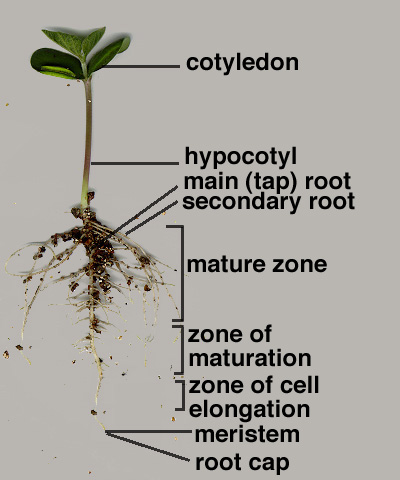 cotyledon
hypocotyl
main (tap) root
secondary root
mature zone
zone of
maturation
zone of cell
elongation
meristem
root cap